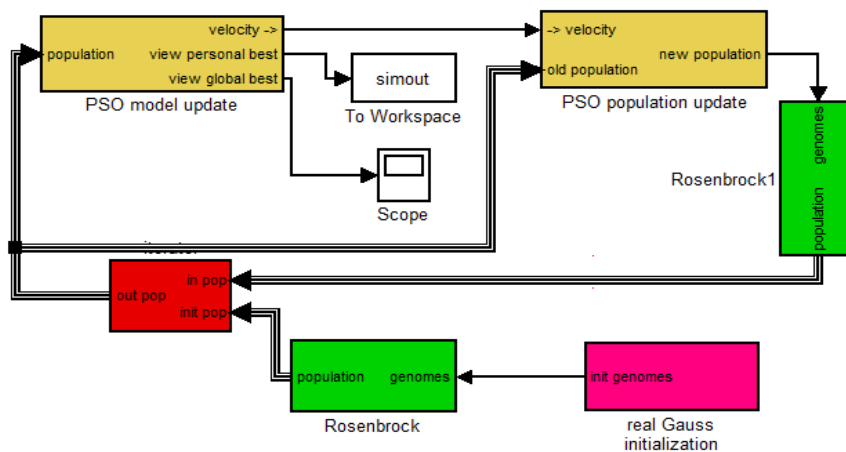 velocity ->
population
view personal best
view global best
PSO model update
simout
To Workspace
Scope
-> velocity
new population
old population
PSO population update
genomes
population
Rosenbrock1
in pop
out pop
init pop
population
genomes
Rosenbrock
init genomes
real Gauss
initialization